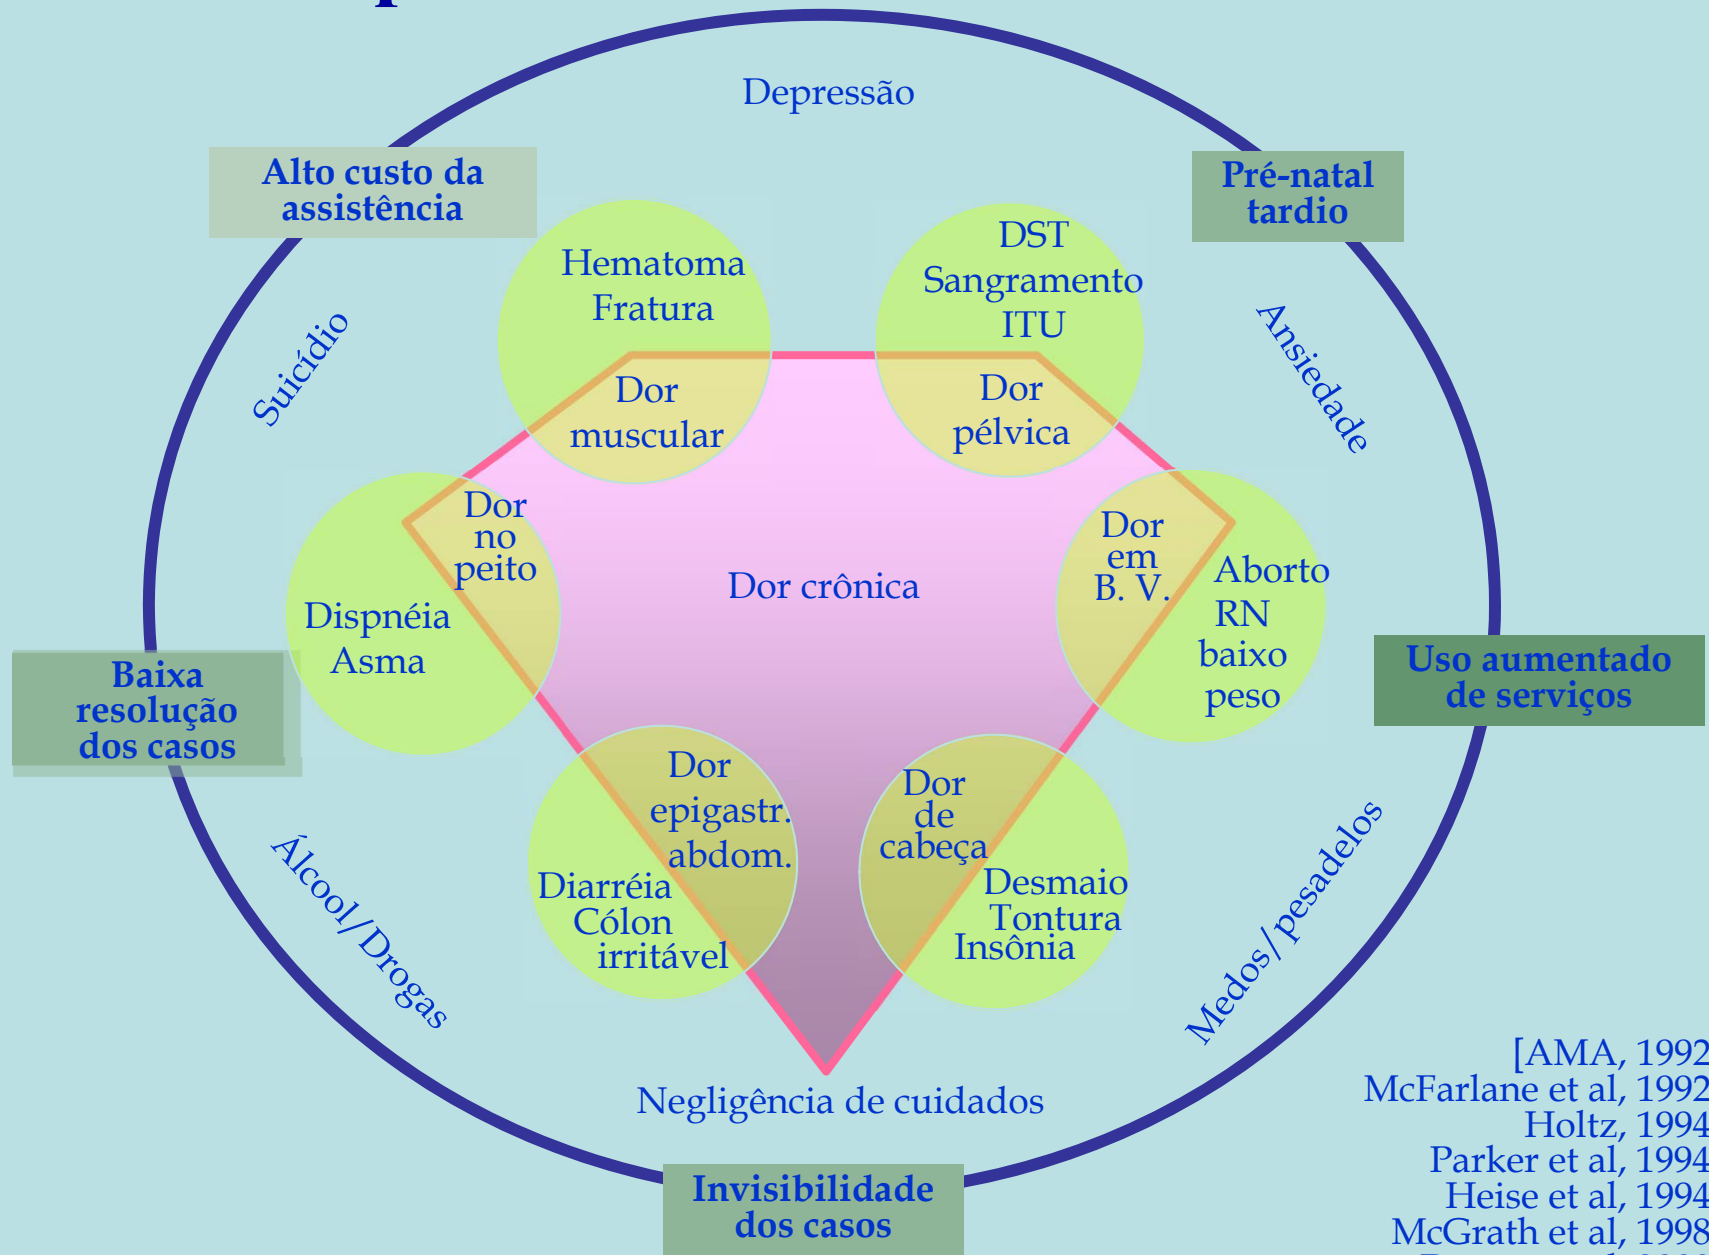 Depressão
Alto custo da
assistência
Pré-natal
tardio
Hematoma
Fratura
Dor
muscular
DST
Sangramento
ITU
Dor
pélvica
Suicídio
Ansiedade
Dor
no
peito
Dispnéia
Asma
Dor crônica
Dor
em
B. V.
Aborto
RN
baixo
peso
Baixa
resolução
dos casos
Uso aumentado
de serviços
Dor
epigastr.
abdom.
Diarréia
Cólon
irritável
Dor
de
cabeça
Desmaio
Tontura
Insônia
Álcool/Drogas
Medos/pesadelos
Negligência de cuidados
Invisibilidade
dos casos
[AMA, 1992
McFarlane et al, 1992
Holtz, 1994
Parker et al, 1994
Heise et al, 1994
McGrath et al, 1998